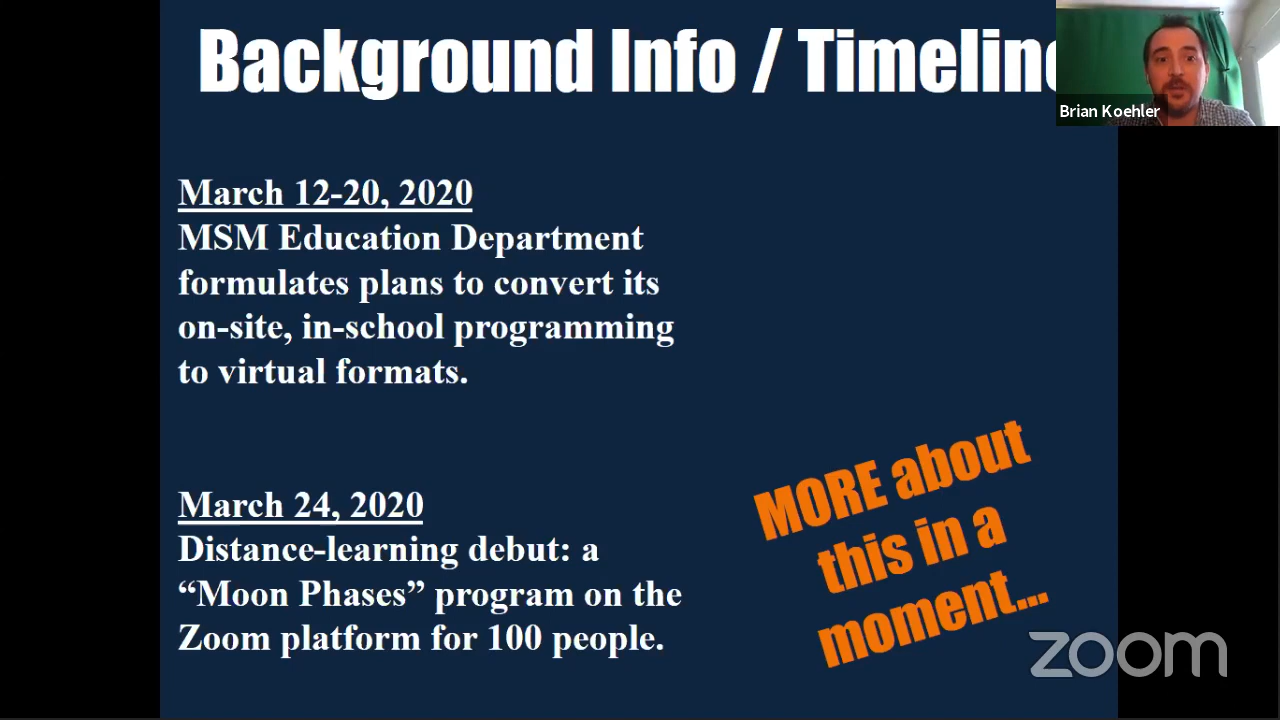 Background Info / Timeline
Brian Koehler
March 12-20, 2020
MSM Education Department
formulates plans to convert its
on-site, in-school programming
to virtual formats.
March 24, 2020
Distance-learning debut: a
“Moon Phases” program on the
Zoom platform for 100 people.
MORE about
this in a
moment...
zoom